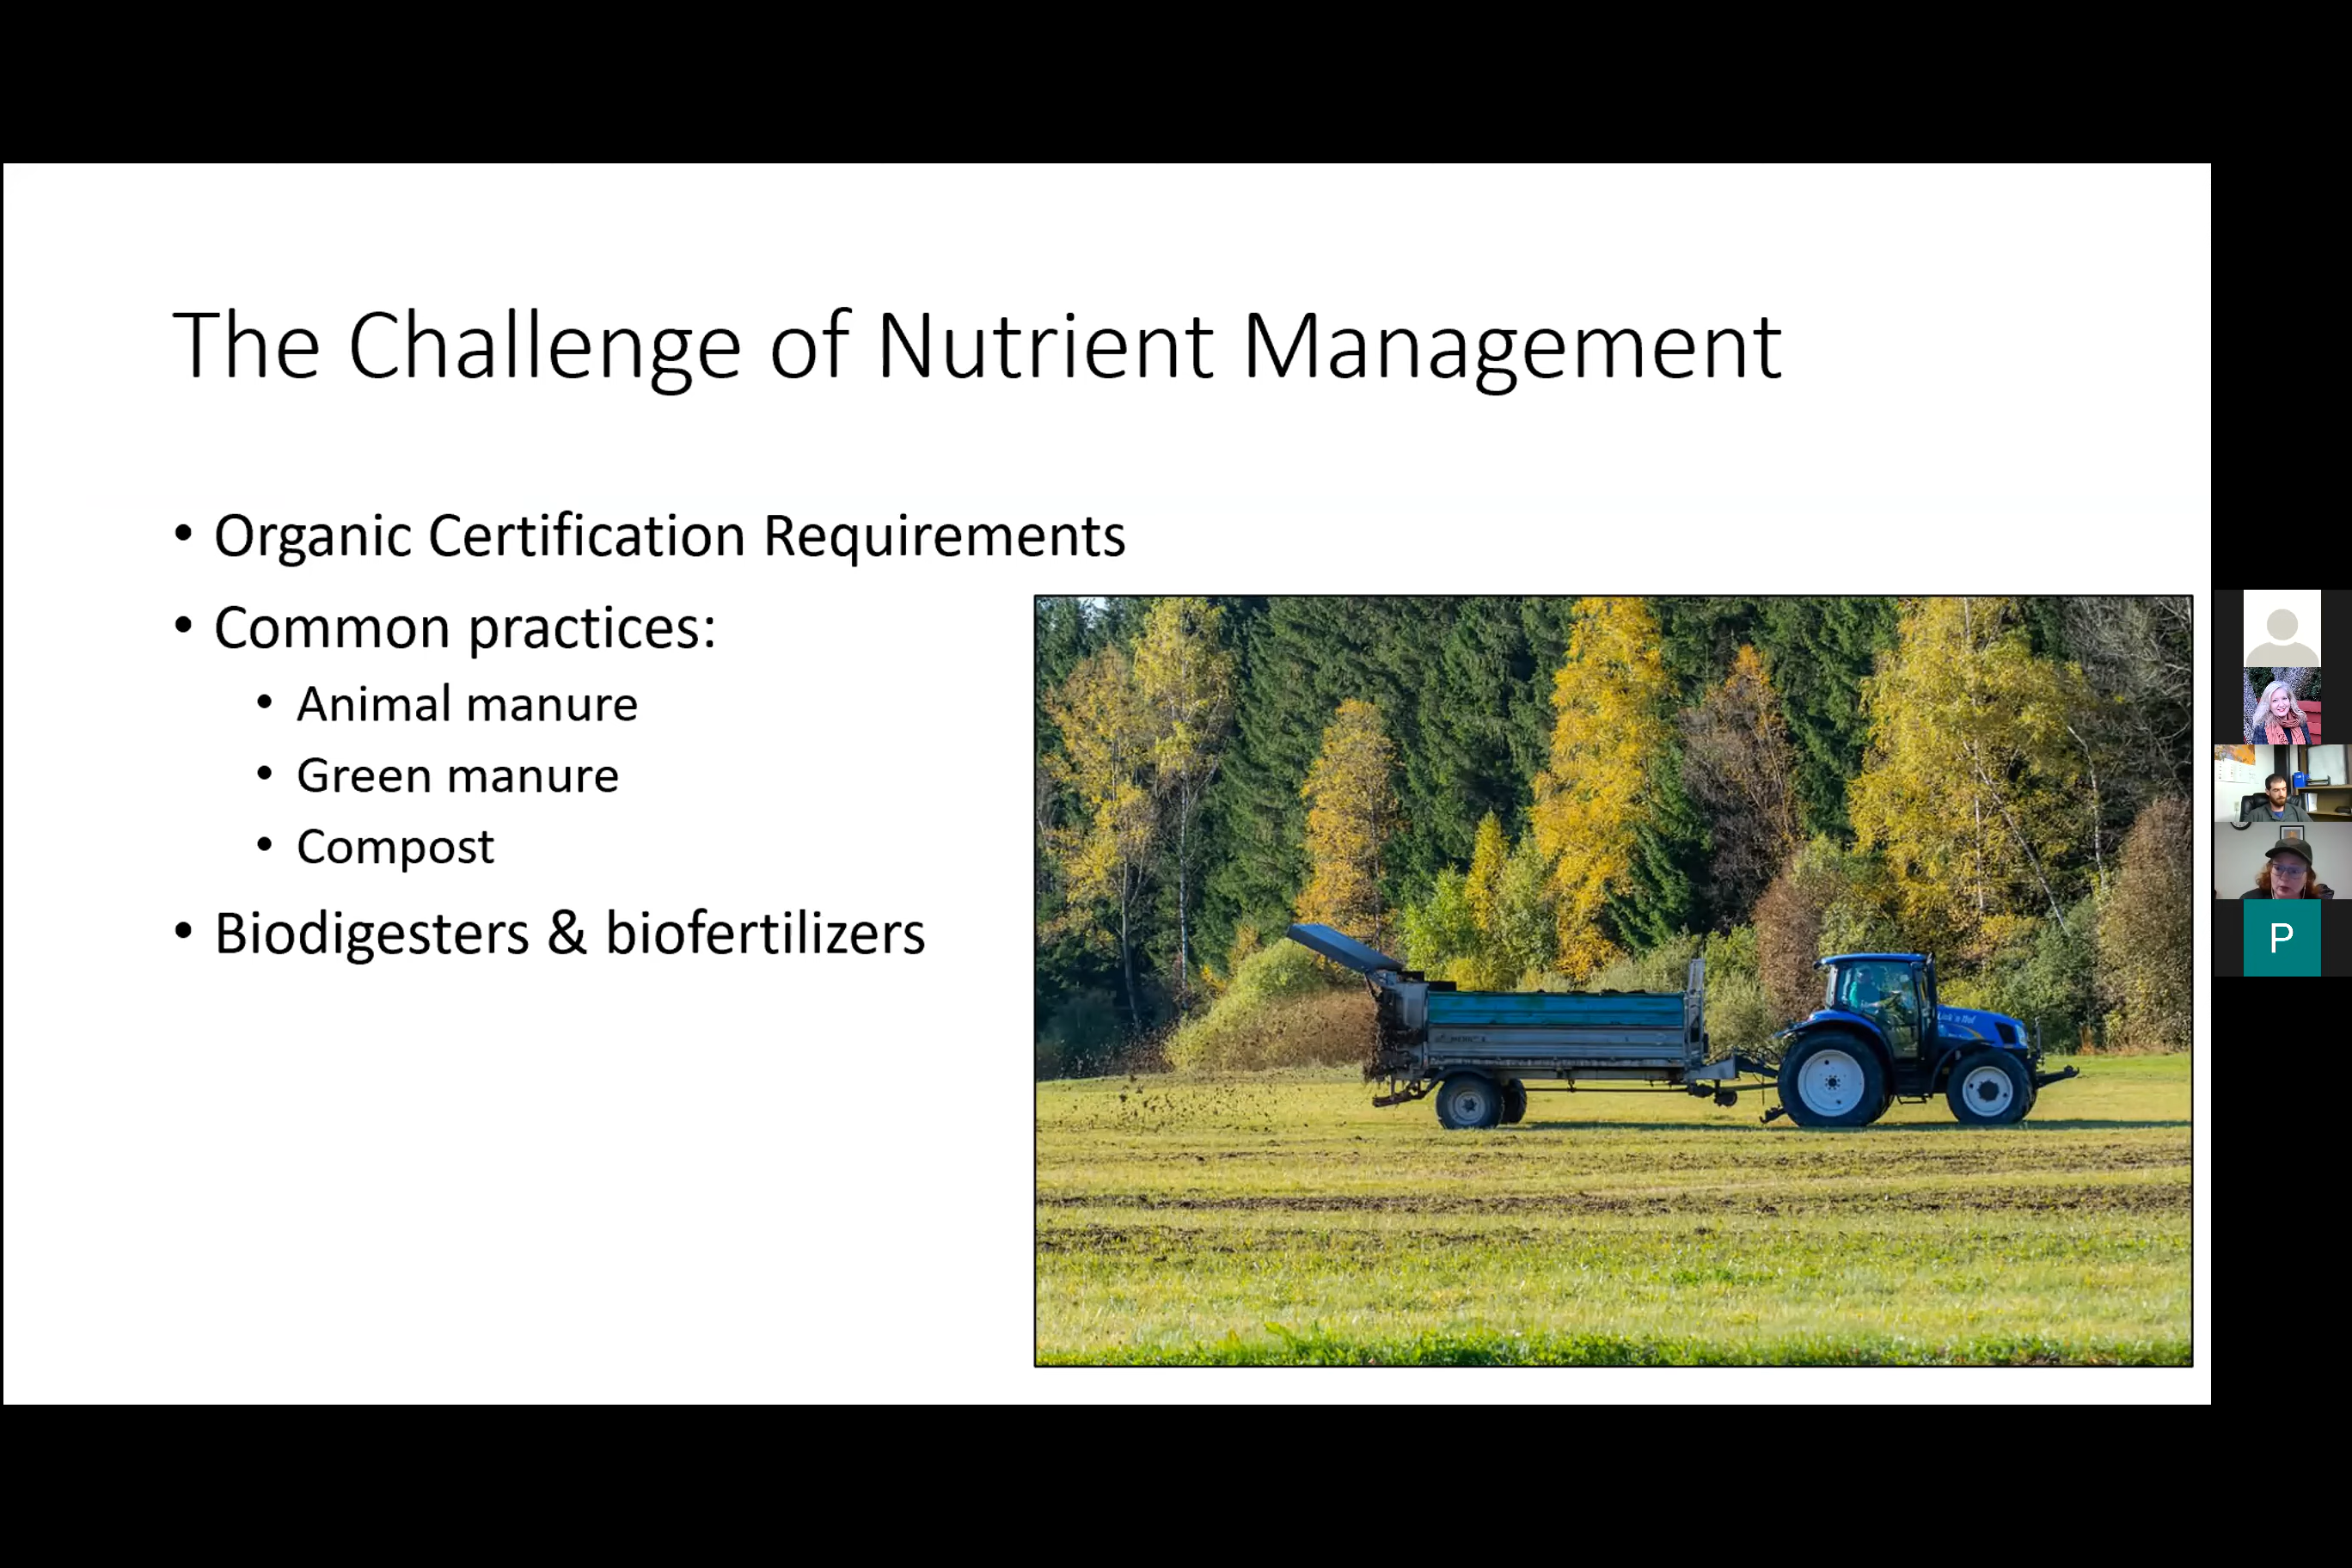 The Challenge of Nutrient Management
• Organic Certification Requirements
• Common practices:
• Animal manure
• Green manure
• Compost
• Biodigesters & biofertilizers
P